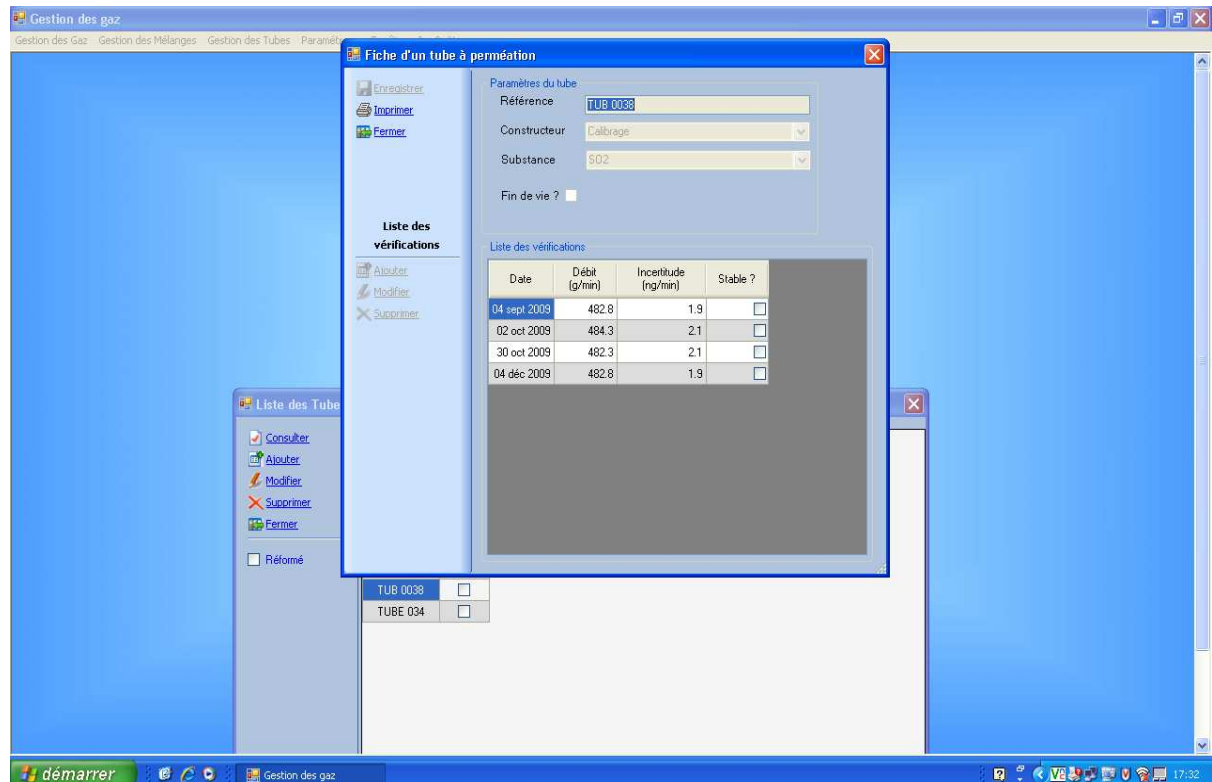 Gestion des gaz
Gestion des Gaz Gestion des Mélanges Gestion des Tubes
Fiche d'un tube à perméation
Enregistrer
Imprimer
Fermer
Paramètres du tube
Référence TUB 0038
Constructeur Calibrage
Substance SO2
Fin de vie ?
Liste des
vérifications
Ajouter
Modifier
Supprimer
Liste des vérifications
Date Débit (g/min) Incertitude (ng/min) Stable ?
04 sept 2009 482.8 1.9
02 oct 2009 484.3 2.1
30 oct 2009 482.3 2.1
04 déc 2009 482.8 1.9
Liste des Tube
Consulter
Ajouter
Modifier
Supprimer
Fermer
Réformé
TUB 0038
TUBE 034
démarrer Gestion des gaz 17:32